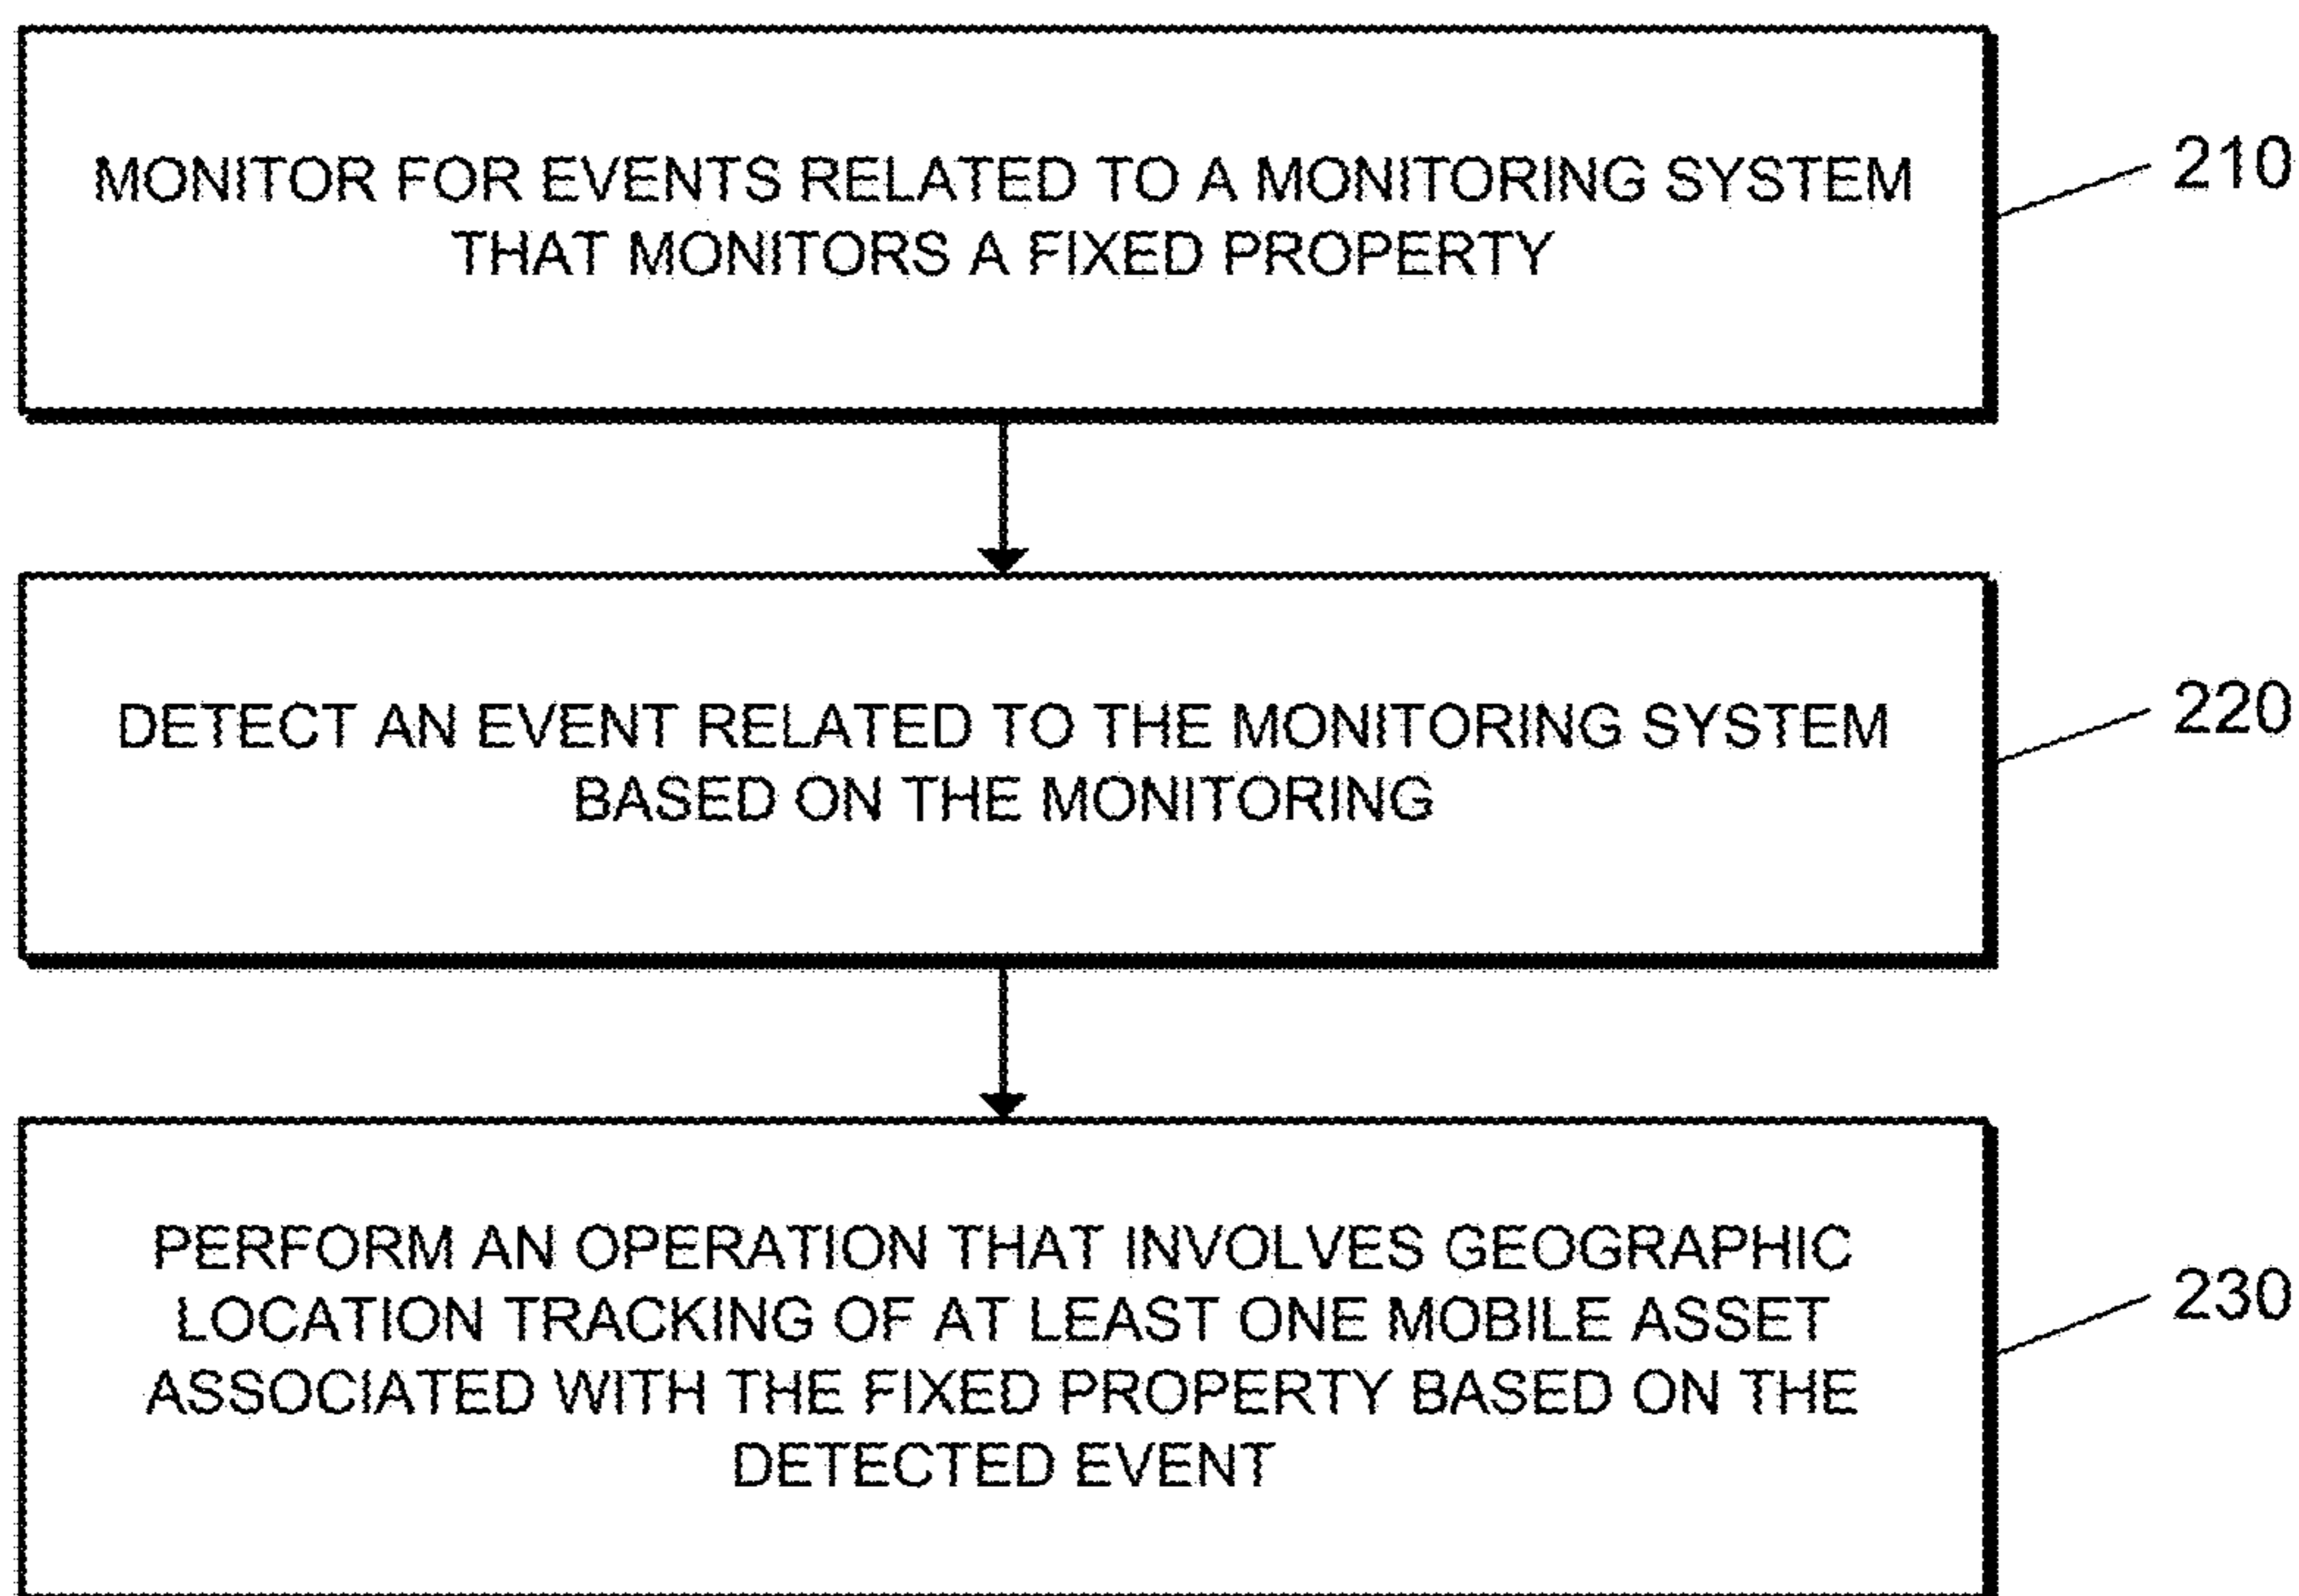 MONITOR FOR EVENTS RELATED TO A MONITORING SYSTEM
THAT MONITORS A FIXED PROPERTY
210
DETECT AN EVENT RELATED TO THE MONITORING SYSTEM
BASED ON THE MONITORING
220
PERFORM AN OPERATION THAT INVOLVES GEOGRAPHIC
LOCATION TRACKING OF AT LEAST ONE MOBILE ASSET
ASSOCIATED WITH THE FIXED PROPERTY BASED ON THE
DETECTED EVENT
230